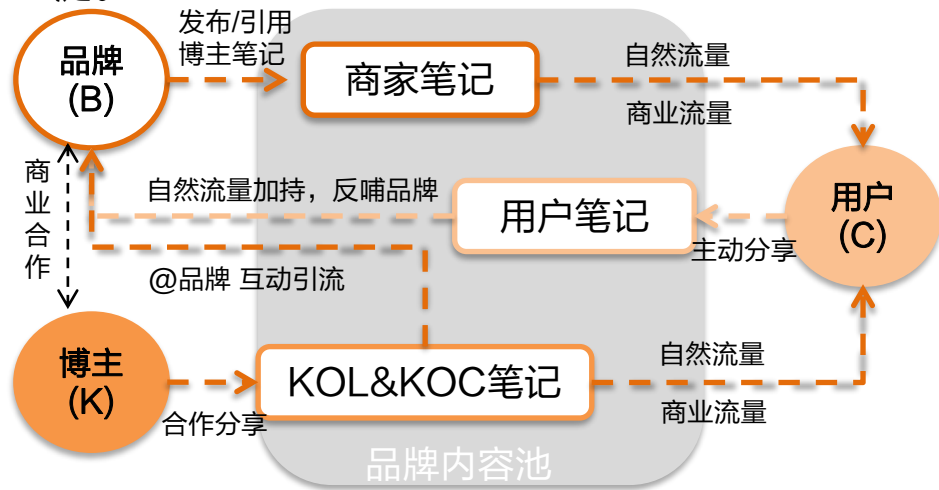 品牌
(B)
发布/引用
博主笔记
商家笔记
自然流量
商业流量
商
业
合
作
自然流量加持，反哺品牌
用户笔记
主动分享
用户
(C)
@品牌 互动引流
博主
(K)
合作分享
KOL&KOC笔记
自然流量
商业流量
品牌内容池